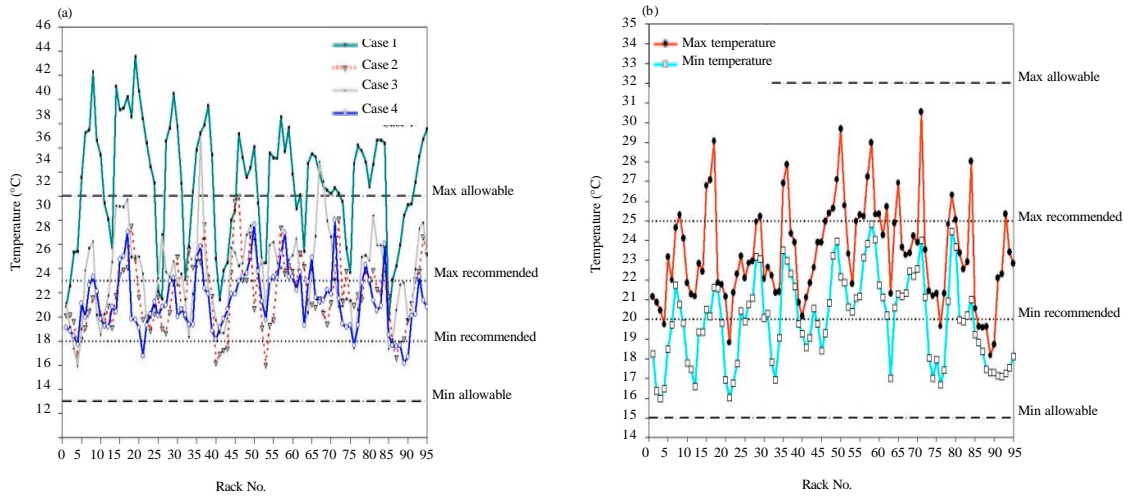 (a)
46
44
42
40
38
36
34
32
30
28
26
24
22
20
18
16
14
12
Temperature (°C)
Case 1
Case 2
Case 3
Case 4
Max allowable
Max recommended
Min recommended
Min allowable
0 5 10 15 20 25 30 35 40 45 50 55 60 65 70 75 80 85 90 95
Rack No.
(b)
35
34
33
32
31
30
29
28
27
26
25
24
23
22
21
20
19
18
17
16
15
14
Temperature (°C)
Max temperature
Min temperature
Max allowable
Max recommended
Min recommended
Min allowable
0 5 10 15 20 25 30 35 40 45 50 55 60 65 70 75 80 85 90 95
Rack No.